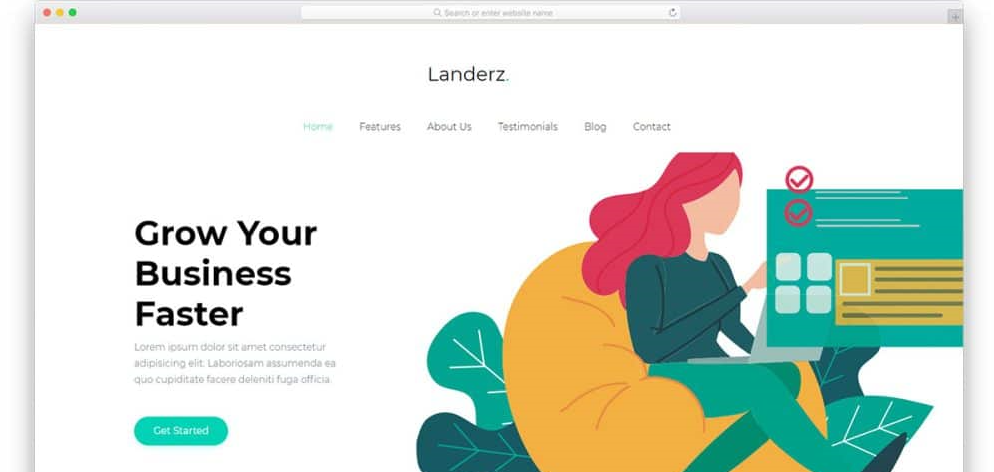 Search or enter website name
Landerz.
Home Features About Us Testimonials Blog Contact
Grow Your
Business
Faster
Lorem ipsum dolor sit amet consectetur
adipisicing elit. Laboriosam assumenda ea
quo cupiditate facere deleniti fuga officia.
Get Started